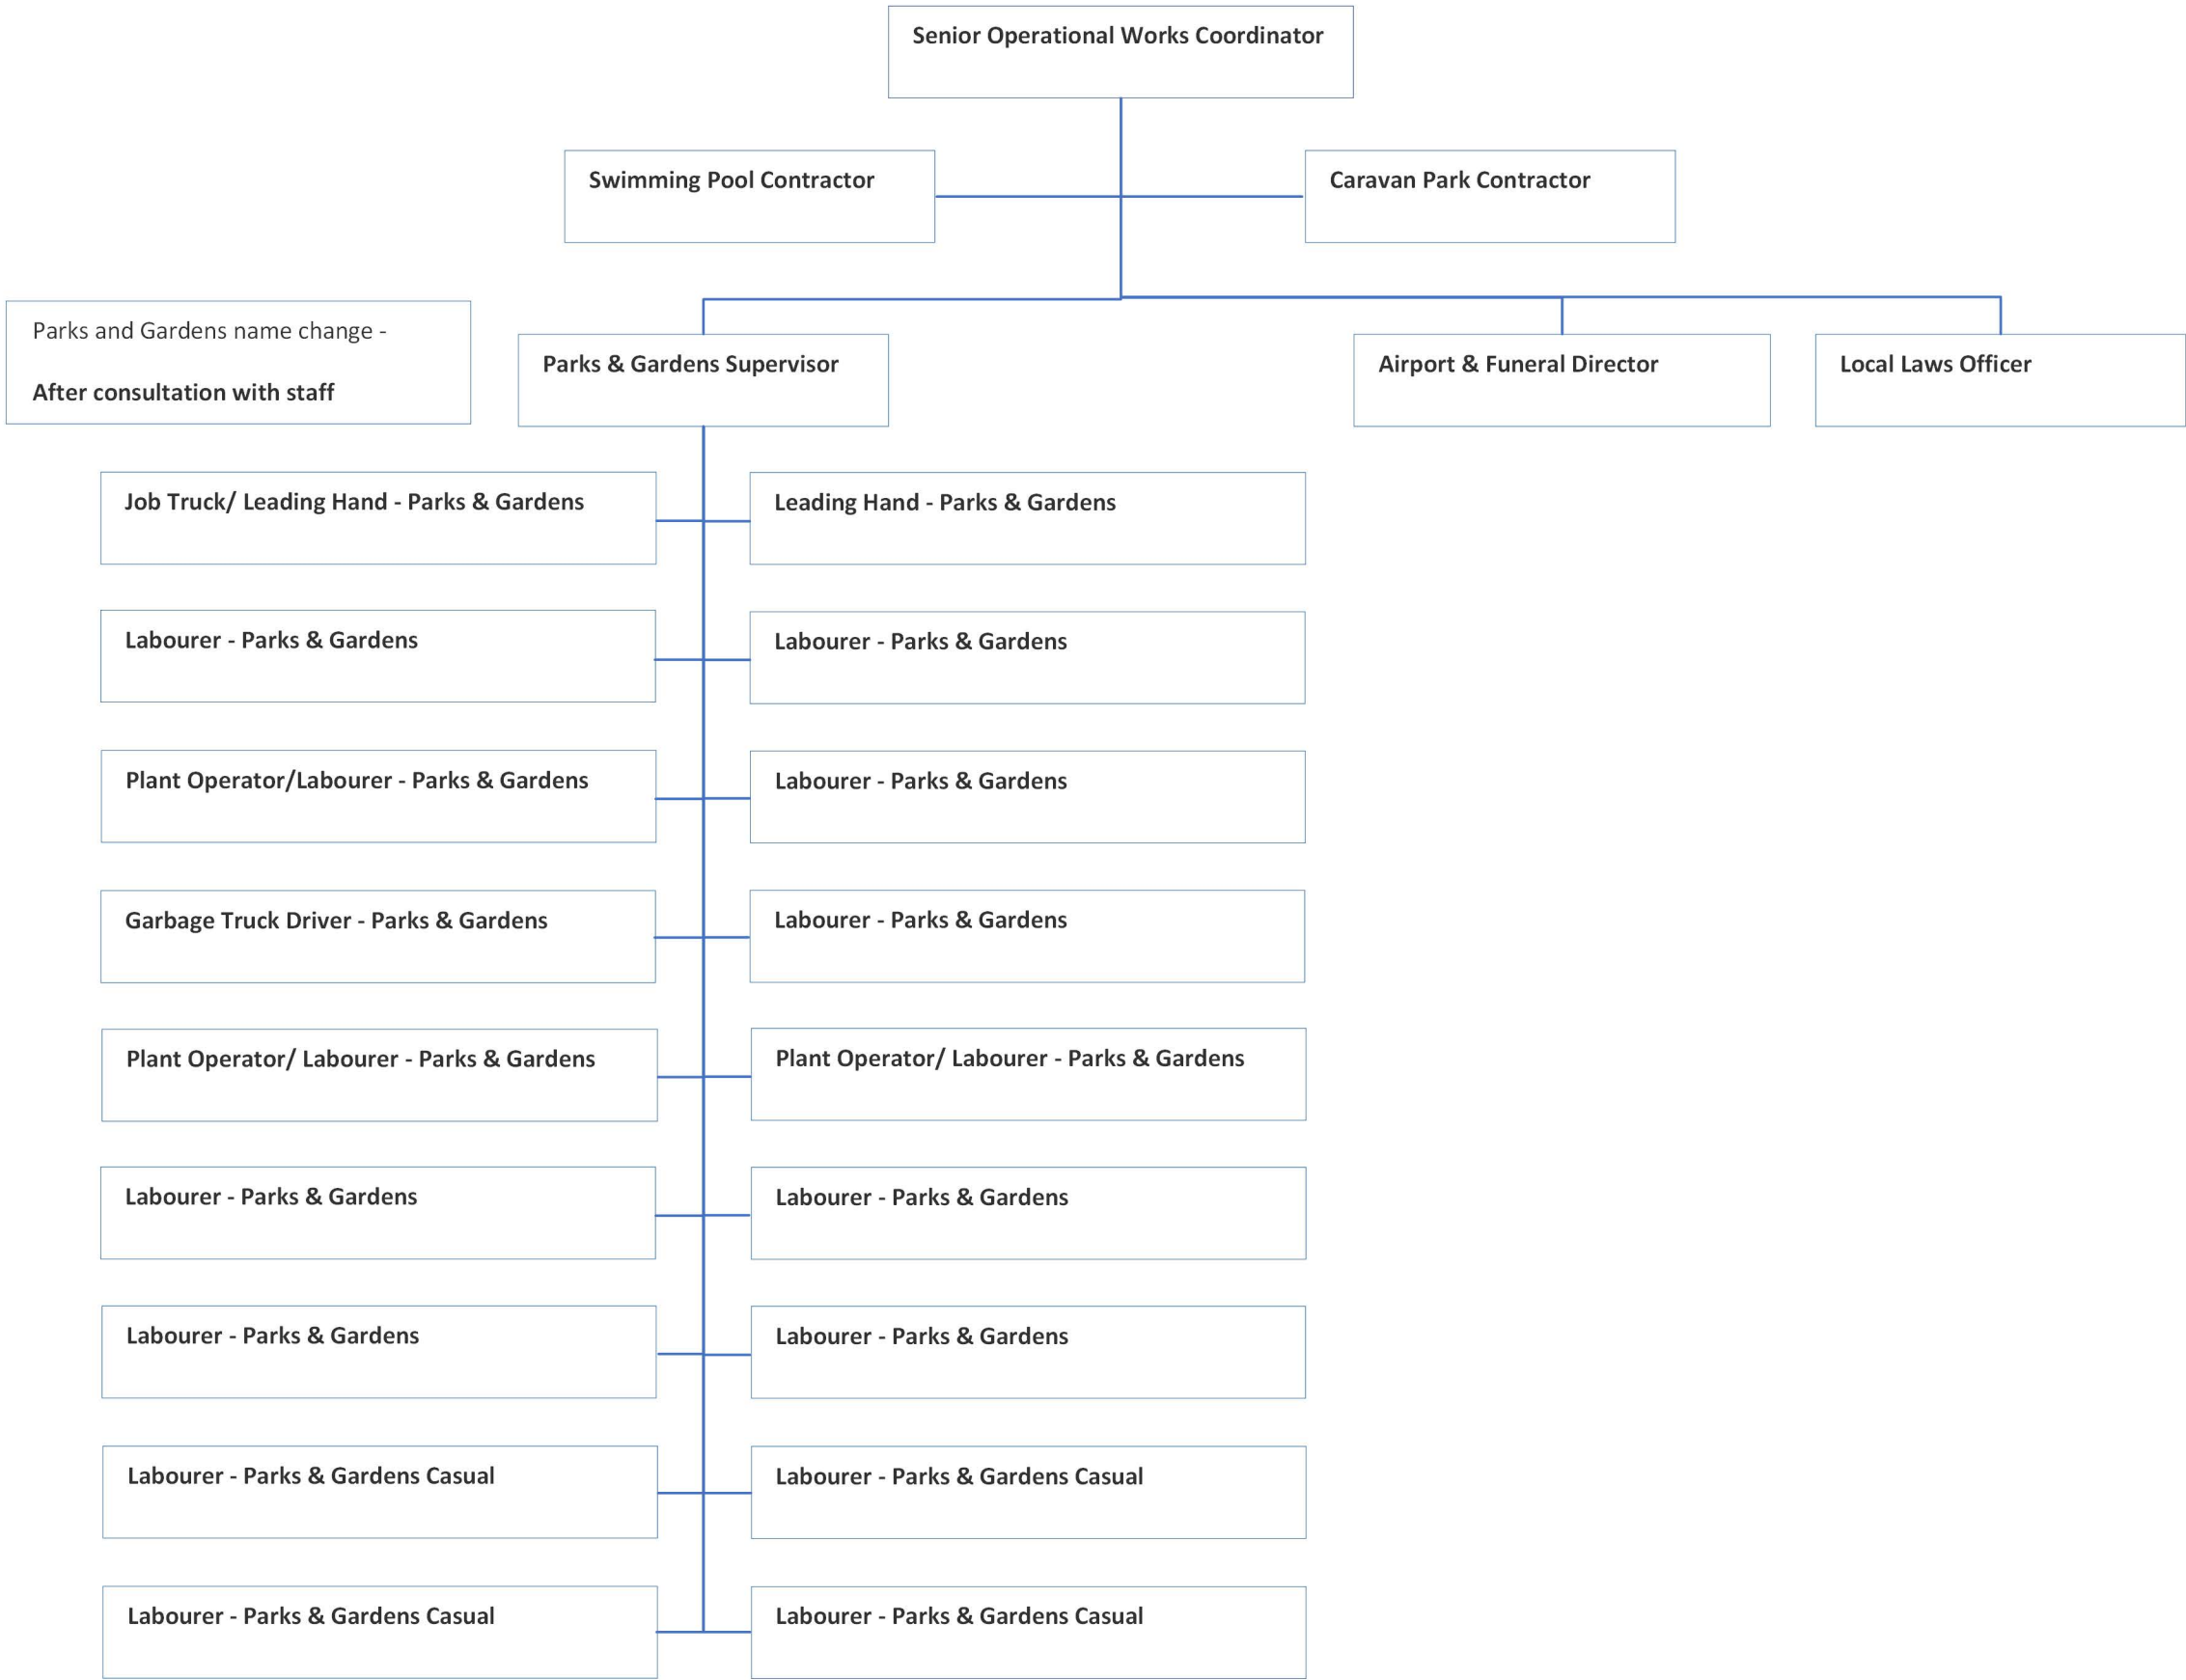 Senior Operational Works Coordinator
Swimming Pool Contractor
Caravan Park Contractor
Parks and Gardens name change -
After consultation with staff
Parks & Gardens Supervisor
Airport & Funeral Director
Local Laws Officer
Job Truck/ Leading Hand - Parks & Gardens
Leading Hand - Parks & Gardens
Labourer - Parks & Gardens
Labourer - Parks & Gardens
Plant Operator/Labourer - Parks & Gardens
Labourer - Parks & Gardens
Garbage Truck Driver - Parks & Gardens
Labourer - Parks & Gardens
Plant Operator/ Labourer - Parks & Gardens
Plant Operator/ Labourer - Parks & Gardens
Labourer - Parks & Gardens
Labourer - Parks & Gardens
Labourer - Parks & Gardens
Labourer - Parks & Gardens
Labourer - Parks & Gardens Casual
Labourer - Parks & Gardens Casual
Labourer - Parks & Gardens Casual
Labourer - Parks & Gardens Casual